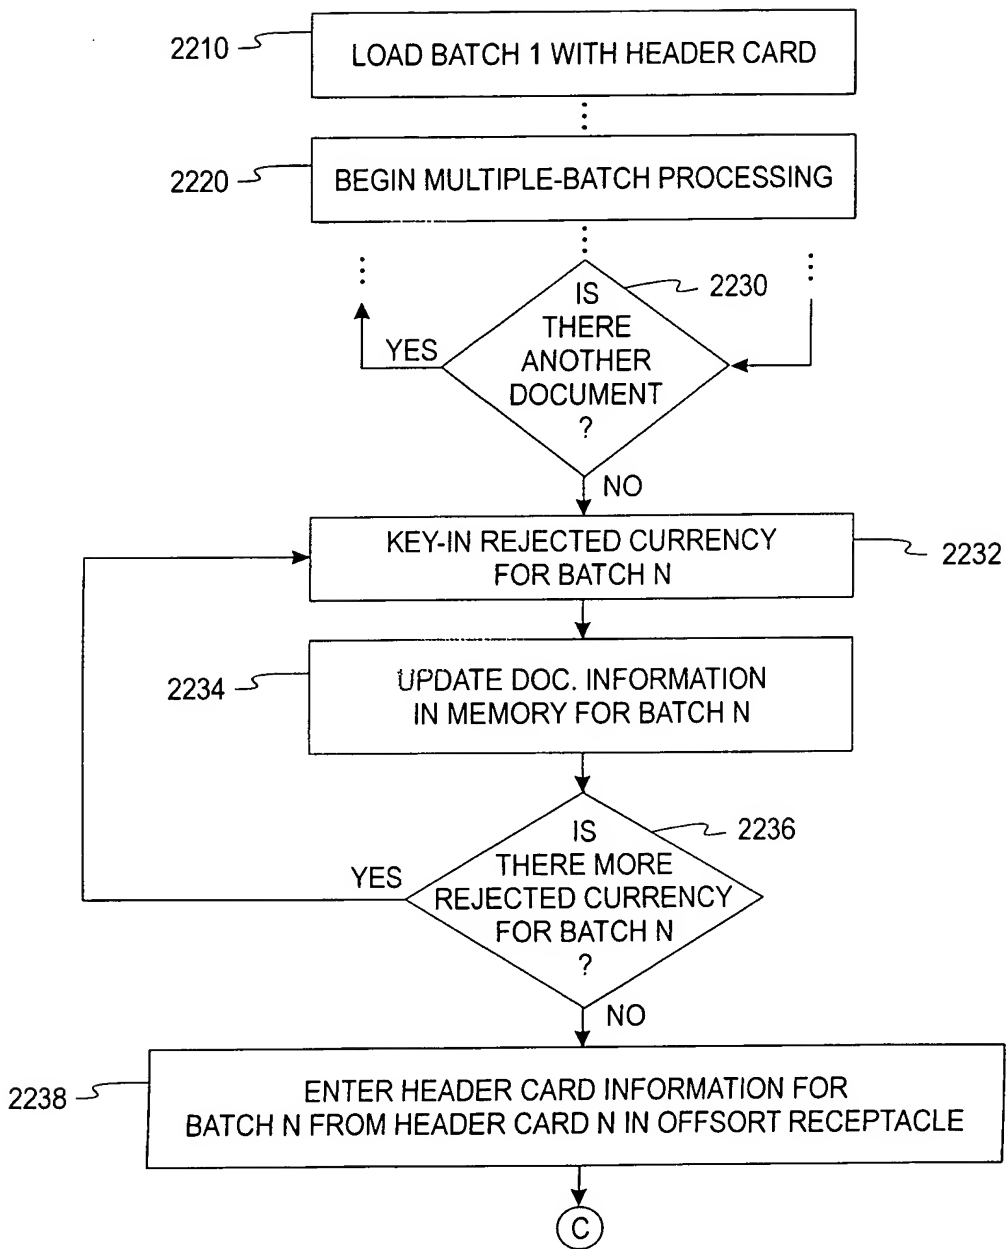 2210
LOAD BATCH 1 WITH HEADER CARD
2220
BEGIN MULTIPLE-BATCH PROCESSING
2230
IS
THERE
ANOTHER
DOCUMENT
?
YES
NO
KEY-IN REJECTED CURRENCY
FOR BATCH N
2232
2234
UPDATE DOC. INFORMATION
IN MEMORY FOR BATCH N
2236
IS
THERE MORE
REJECTED CURRENCY
FOR BATCH N
?
YES
NO
2238
ENTER HEADER CARD INFORMATION FOR
BATCH N FROM HEADER CARD N IN OFFSORT RECEPTACLE
C